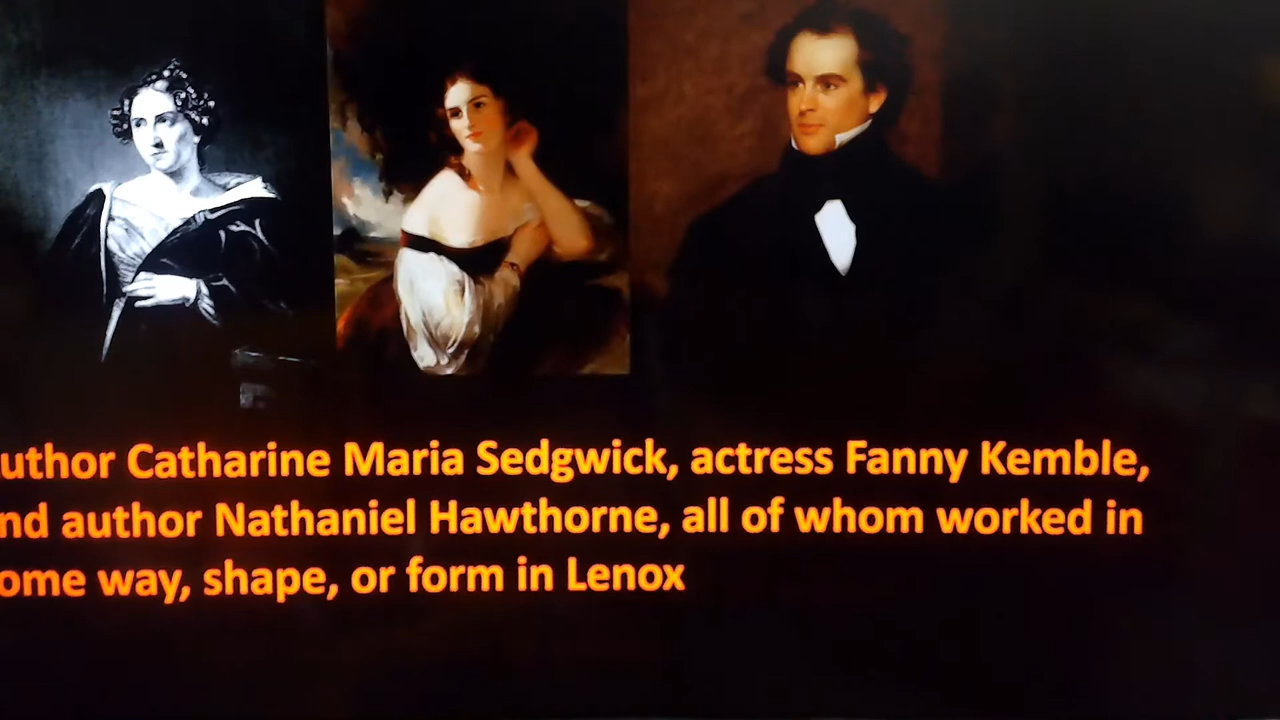 uthor Catharine Maria Sedgwick, actress Fanny Kemble,
nd author Nathaniel Hawthorne, all of whom worked in
ome way, shape, or form in Lenox